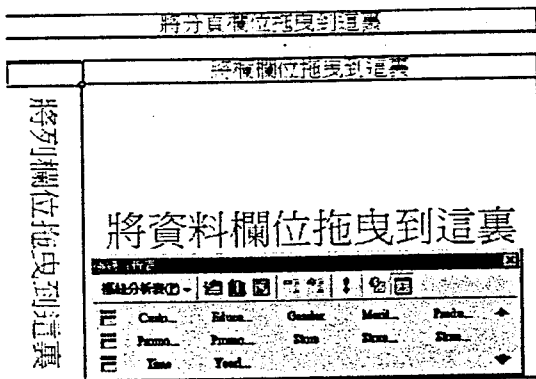 將分頁欄位拖曳到這裏
將欄欄位拖曳到這裏
將列欄位拖曳到這裏
將資料欄位拖曳到這裏
樞紐分析表(P)
Custo... Educa... Gender Marit... Produ...
Promo... Promo... Store Store... Store...
Time Yearl...